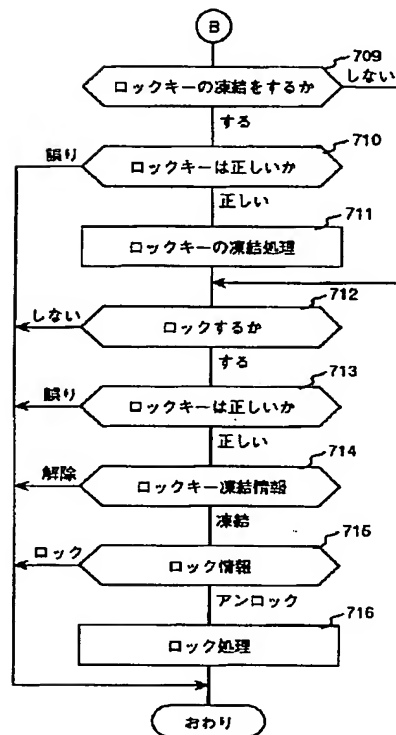 B
709
ロックキーの凍結をするか
しない
する
710
誤り
ロックキーは正しいか
正しい
711
ロックキーの凍結処理
712
しない
ロックするか
する
713
誤り
ロックキーは正しいか
正しい
714
解除
ロックキー凍結情報
凍結
715
ロック
ロック情報
アンロック
716
ロック処理
おわり